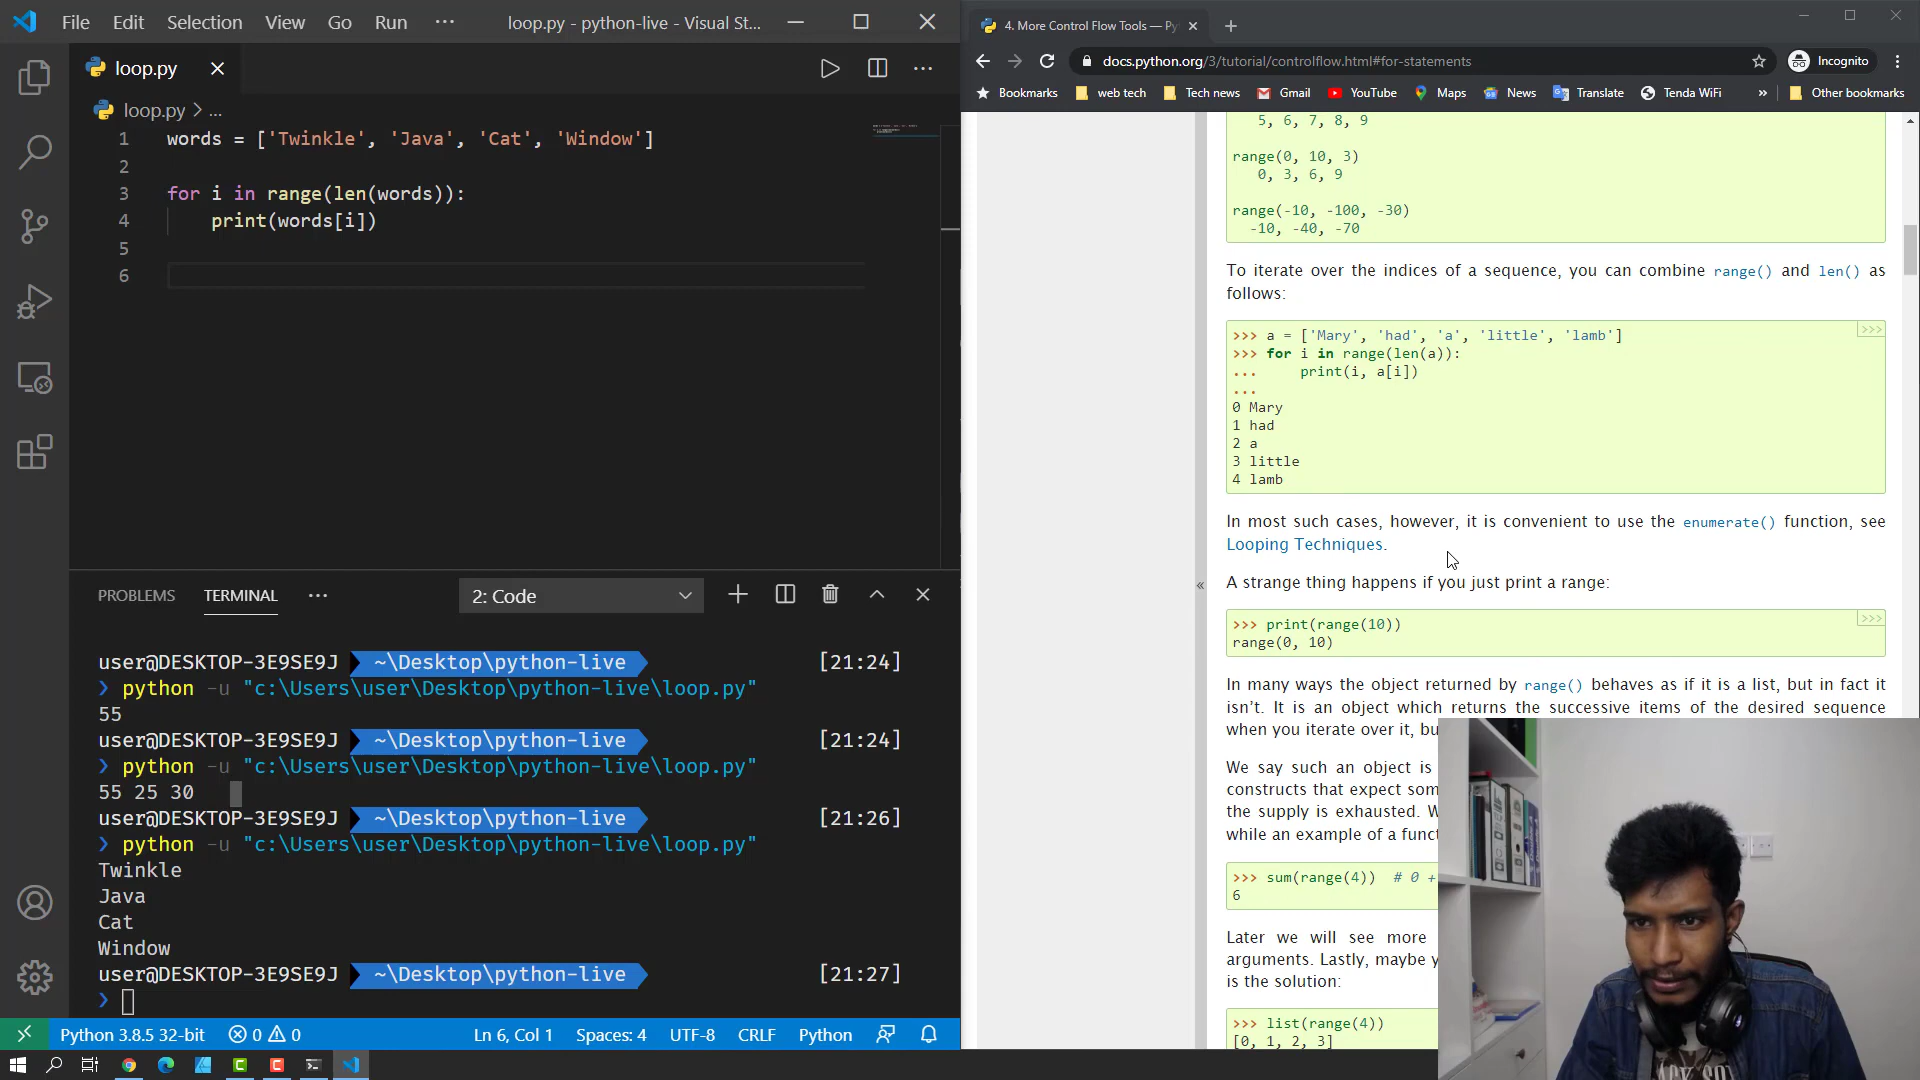 File Edit Selection View Go Run ··· loop.py - python-live - Visual St...
loop.py
loop.py > ...
1 words = ['Twinkle', 'Java', 'Cat', 'Window']
2
3 for i in range(len(words)):
4     print(words[i])
5
6
PROBLEMS TERMINAL ··· 2: Code
user@DESKTOP-3E9SE9J ~\Desktop\python-live [21:24]
❯ python -u "c:\Users\user\Desktop\python-live\loop.py"
55
user@DESKTOP-3E9SE9J ~\Desktop\python-live [21:24]
❯ python -u "c:\Users\user\Desktop\python-live\loop.py"
55 25 30
user@DESKTOP-3E9SE9J ~\Desktop\python-live [21:26]
❯ python -u "c:\Users\user\Desktop\python-live\loop.py"
Twinkle
Java
Cat
Window
user@DESKTOP-3E9SE9J ~\Desktop\python-live [21:27]
❯
Python 3.8.5 32-bit 0 0 Ln 6, Col 1 Spaces: 4 UTF-8 CRLF Python
4. More Control Flow Tools — Py
docs.python.org/3/tutorial/controlflow.html#for-statements Incognito
Bookmarks web tech Tech news Gmail YouTube Maps News Translate Tenda WiFi » Other bookmarks
5, 6, 7, 8, 9
range(0, 10, 3)
0, 3, 6, 9
range(-10, -100, -30)
-10, -40, -70
To iterate over the indices of a sequence, you can combine range() and len() as
follows:
>>> a = ['Mary', 'had', 'a', 'little', 'lamb'] >>>
>>> for i in range(len(a)):
...     print(i, a[i])
...
0 Mary
1 had
2 a
3 little
4 lamb
In most such cases, however, it is convenient to use the enumerate() function, see
Looping Techniques.
«
A strange thing happens if you just print a range:
>>> print(range(10)) >>>
range(0, 10)
In many ways the object returned by range() behaves as if it is a list, but in fact it
isn’t. It is an object which returns the successive items of the desired sequence
when you iterate over it, bu
We say such an object is
constructs that expect som
the supply is exhausted. W
while an example of a funct
>>> sum(range(4)) # 0 +
6
Later we will see more
arguments. Lastly, maybe y
is the solution:
>>> list(range(4))
[0, 1, 2, 3]